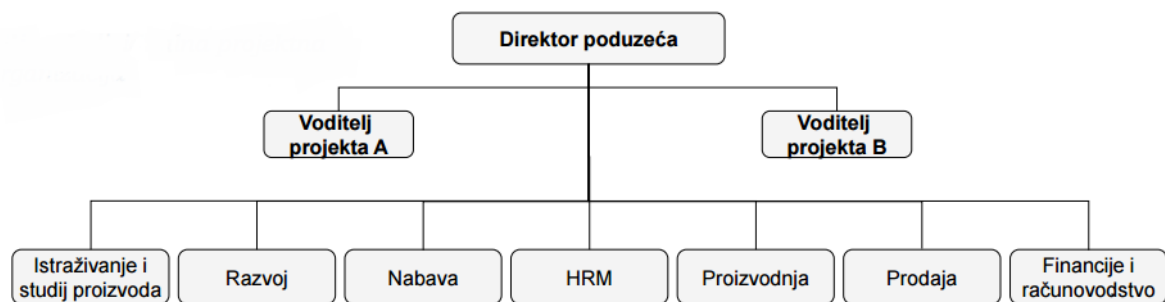 Direktor poduzeća
Voditelj
projekta A
Voditelj
projekta B
Istraživanje i
studij proizvoda
Razvoj
Nabava
HRM
Proizvodnja
Prodaja
Financije i
računovodstvo